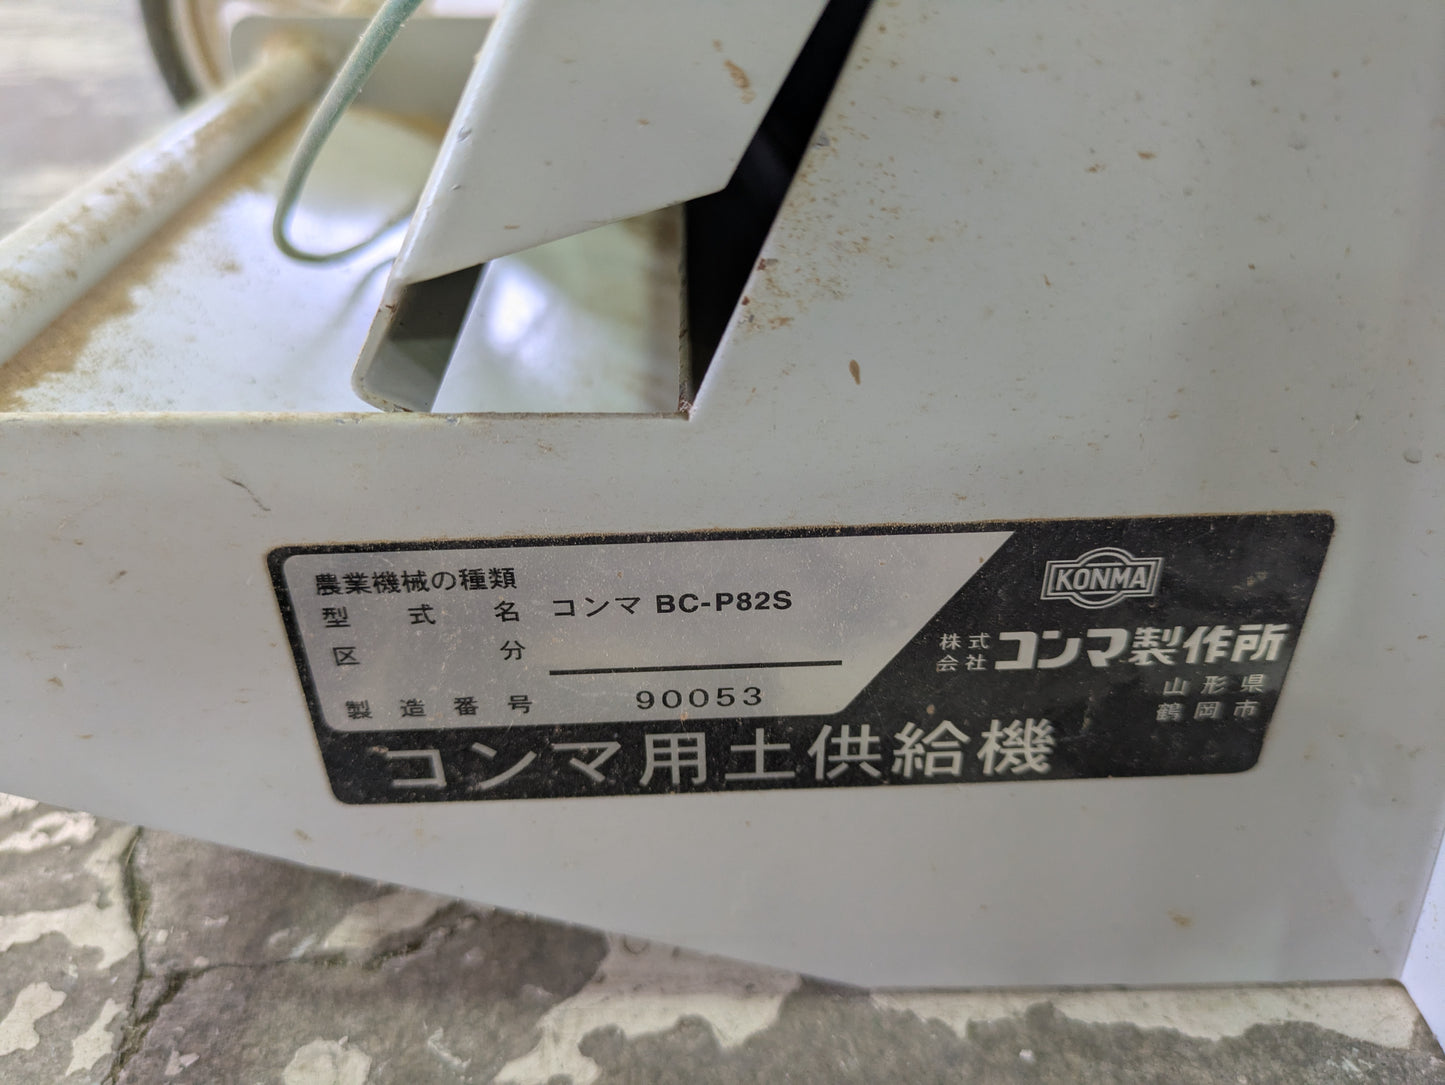 農業機械の種類
型式名 コンマ BC-P82S
区分
製造番号 90053
KONMA
株式会社 コンマ製作所
山形県
鶴岡市
コンマ用土供給機